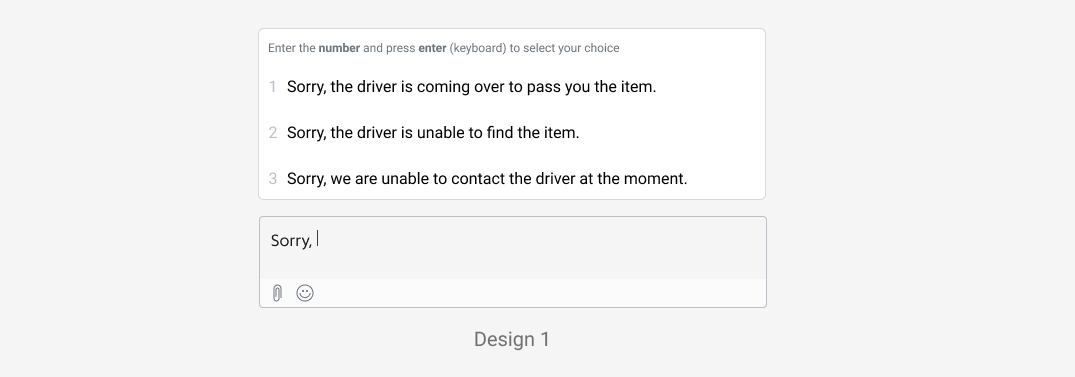 Enter the number and press enter (keyboard) to select your choice
1 Sorry, the driver is coming over to pass you the item.
2 Sorry, the driver is unable to find the item.
3 Sorry, we are unable to contact the driver at the moment.
Sorry,
Design 1